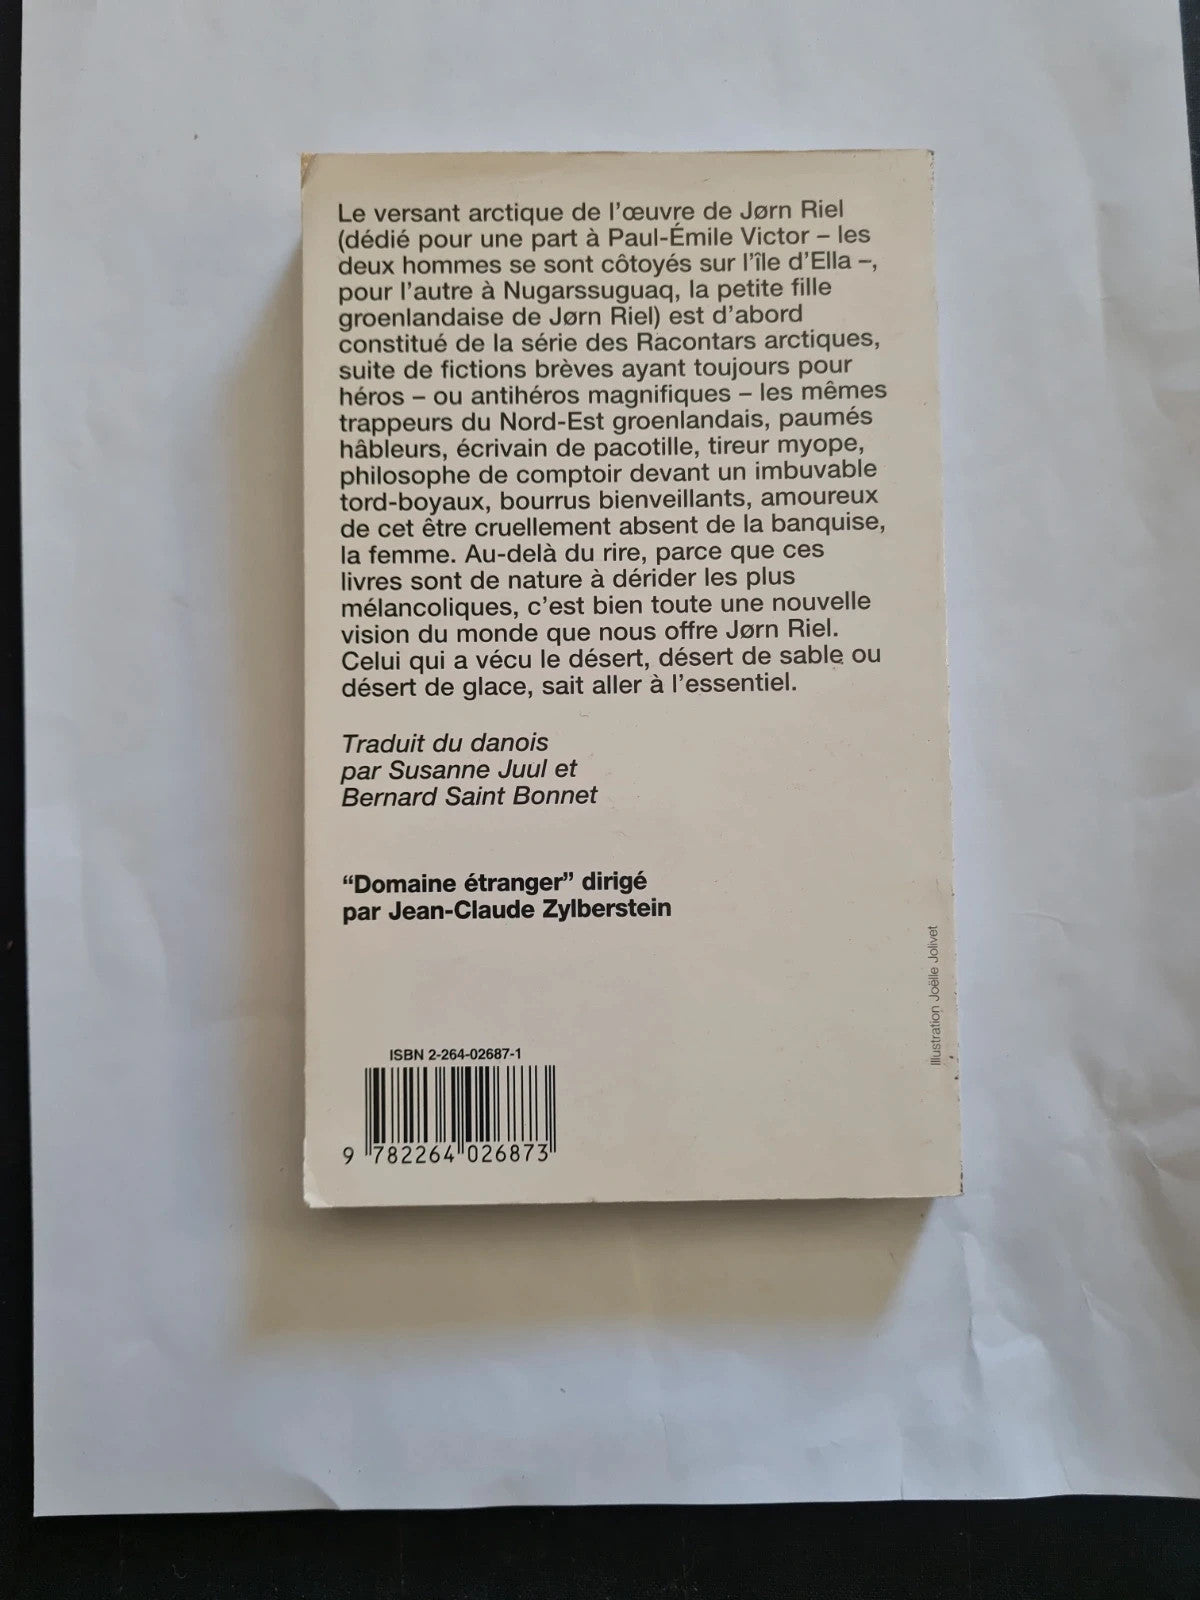 Le versant arctique de l'œuvre de Jørn Riel
(dédié pour une part à Paul-Émile Victor – les
deux hommes se sont côtoyés sur l'île d'Ella –,
pour l'autre à Nugarssuguaq, la petite fille
groenlandaise de Jørn Riel) est d'abord
constitué de la série des Racontars arctiques,
suite de fictions brèves ayant toujours pour
héros – ou antihéros magnifiques – les mêmes
trappeurs du Nord-Est groenlandais, paumés
hâbleurs, écrivain de pacotille, tireur myope,
philosophe de comptoir devant un imbuvable
tord-boyaux, bourrus bienveillants, amoureux
de cet être cruellement absent de la banquise,
la femme. Au-delà du rire, parce que ces
livres sont de nature à dérider les plus
mélancoliques, c'est bien toute une nouvelle
vision du monde que nous offre Jørn Riel.
Celui qui a vécu le désert, désert de sable ou
désert de glace, sait aller à l'essentiel.
Traduit du danois
par Susanne Juul et
Bernard Saint Bonnet
“Domaine étranger” dirigé
par Jean-Claude Zylberstein
Illustration Joëlle Jolivet
ISBN 2-264-02687-1
9 782264 026873